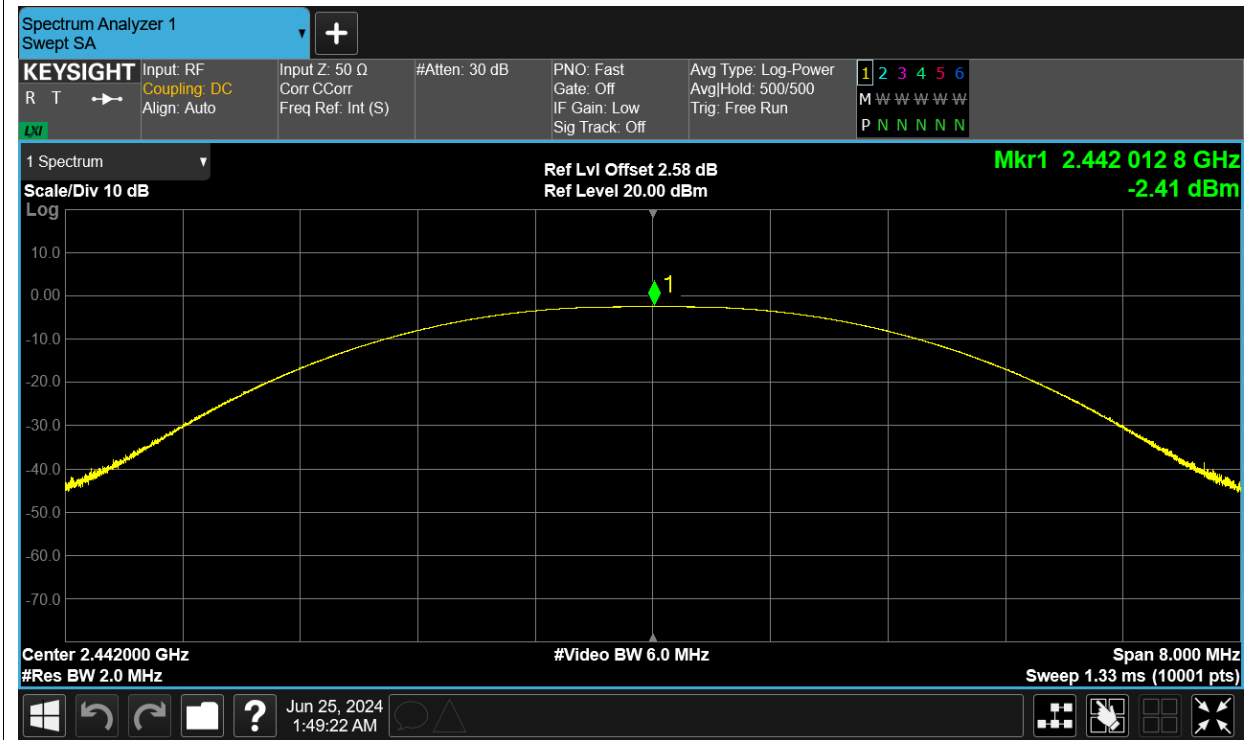 Spectrum Analyzer 1
Swept SA
KEYSIGHT
R T
LXI
Input: RF
Coupling: DC
Align: Auto
Input Z: 50 Ω
Corr CCorr
Freq Ref: Int (S)
#Atten: 30 dB
PNO: Fast
Gate: Off
IF Gain: Low
Sig Track: Off
Avg Type: Log-Power
Avg|Hold: 500/500
Trig: Free Run
1 2 3 4 5 6
M W W W W W
P N N N N N
1 Spectrum
Scale/Div 10 dB
Log
Ref Lvl Offset 2.58 dB
Ref Level 20.00 dBm
Mkr1 2.442 012 8 GHz
-2.41 dBm
1
10.0
0.00
-10.0
-20.0
-30.0
-40.0
-50.0
-60.0
-70.0
Center 2.442000 GHz
#Res BW 2.0 MHz
#Video BW 6.0 MHz
Span 8.000 MHz
Sweep 1.33 ms (10001 pts)
?
Jun 25, 2024
1:49:22 AM